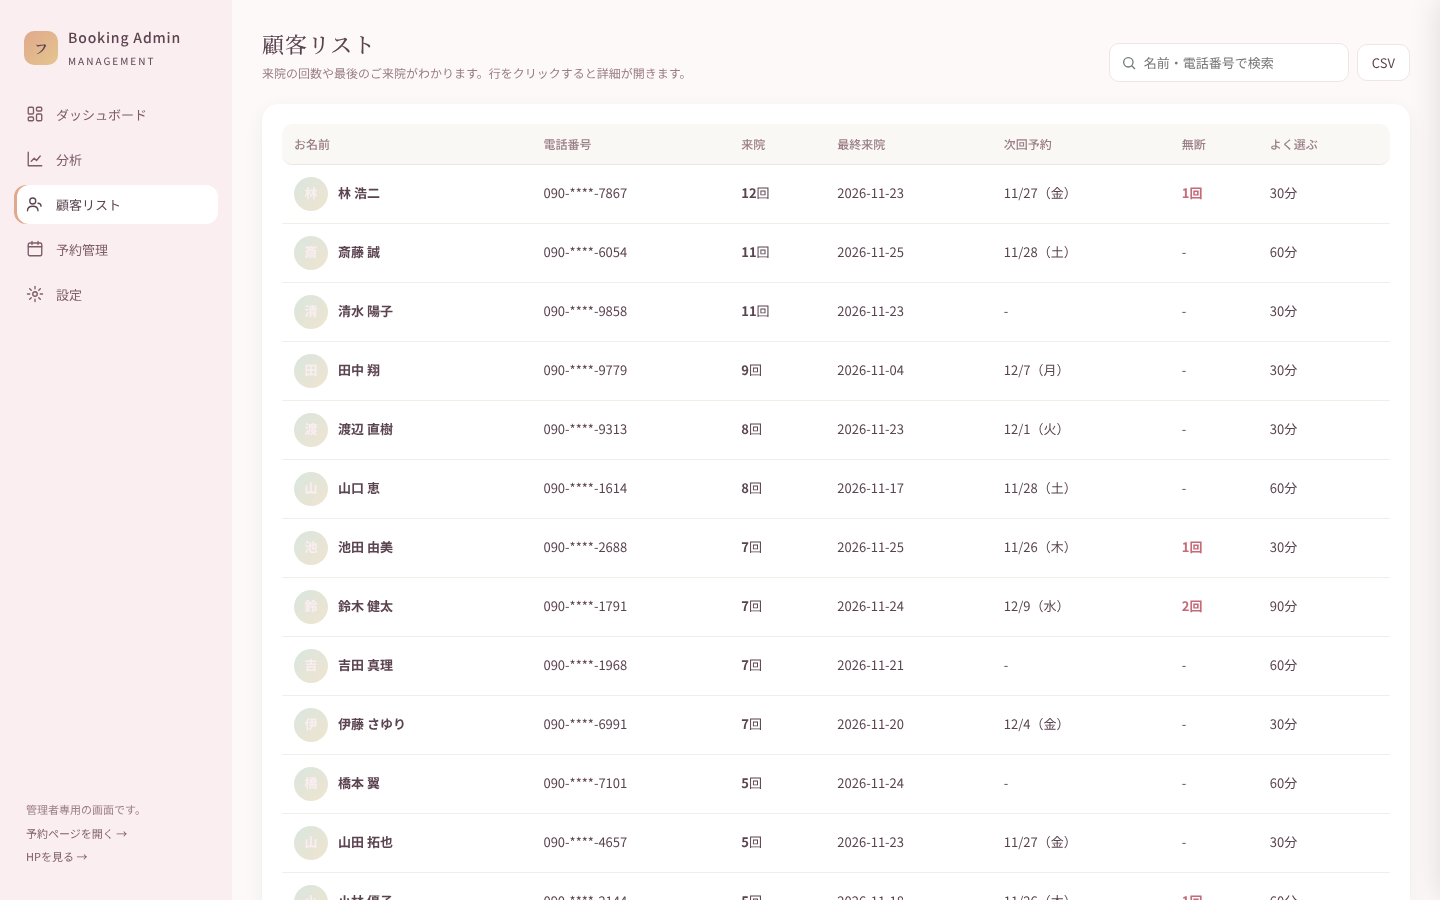 フ
Booking Admin
MANAGEMENT
ダッシュボード
分析
顧客リスト
予約管理
設定
管理者専用の画面です。
予約ページを開く →
HPを見る →
顧客リスト
来院の回数や最後のご来院がわかります。行をクリックすると詳細が開きます。
名前・電話番号で検索
CSV
お名前 電話番号 来院 最終来院 次回予約 無断 よく選ぶ
林 林 浩二 090-****-7867 12回 2026-11-23 11/27（金） 1回 30分
斎 斎藤 誠 090-****-6054 11回 2026-11-25 11/28（土） - 60分
清 清水 陽子 090-****-9858 11回 2026-11-23 - - 30分
田 田中 翔 090-****-9779 9回 2026-11-04 12/7（月） - 30分
渡 渡辺 直樹 090-****-9313 8回 2026-11-23 12/1（火） - 30分
山 山口 恵 090-****-1614 8回 2026-11-17 11/28（土） - 60分
池 池田 由美 090-****-2688 7回 2026-11-25 11/26（木） 1回 30分
鈴 鈴木 健太 090-****-1791 7回 2026-11-24 12/9（水） 2回 90分
吉 吉田 真理 090-****-1968 7回 2026-11-21 - - 60分
伊 伊藤 さゆり 090-****-6991 7回 2026-11-20 12/4（金） - 30分
橋 橋本 翼 090-****-7101 5回 2026-11-24 - - 60分
山 山田 拓也 090-****-4657 5回 2026-11-23 11/27（金） - 30分